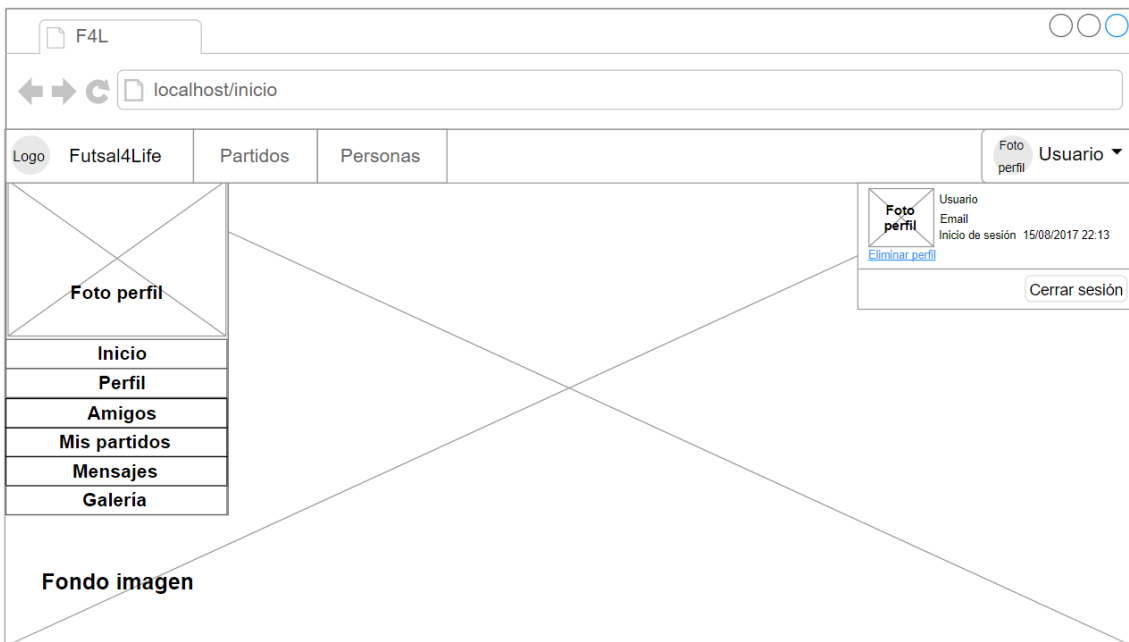 F4L
localhost/inicio
Logo
Futsal4Life
Partidos
Personas
Foto
perfil
Usuario
Foto
perfil
Usuario
Email
Inicio de sesión 15/08/2017 22:13
Eliminar perfil
Cerrar sesión
Foto perfil
Inicio
Perfil
Amigos
Mis partidos
Mensajes
Galería
Fondo imagen